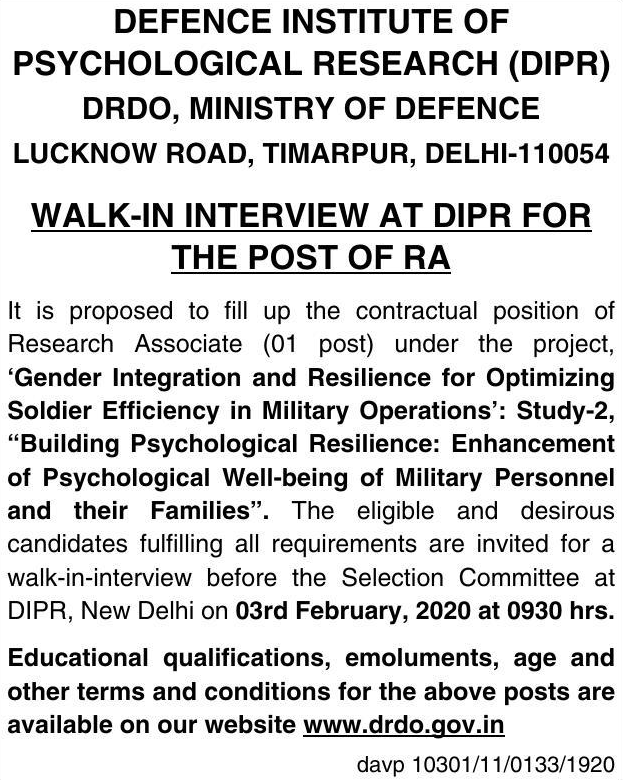 DEFENCE INSTITUTE OF
PSYCHOLOGICAL RESEARCH (DIPR)
DRDO, MINISTRY OF DEFENCE
LUCKNOW ROAD, TIMARPUR, DELHI-110054
WALK-IN INTERVIEW AT DIPR FOR
THE POST OF RA
It is proposed to fill up the contractual position of
Research Associate (01 post) under the project,
‘Gender Integration and Resilience for Optimizing
Soldier Efficiency in Military Operations’: Study-2,
“Building Psychological Resilience: Enhancement
of Psychological Well-being of Military Personnel
and their Families”. The eligible and desirous
candidates fulfilling all requirements are invited for a
walk-in-interview before the Selection Committee at
DIPR, New Delhi on 03rd February, 2020 at 0930 hrs.
Educational qualifications, emoluments, age and
other terms and conditions for the above posts are
available on our website www.drdo.gov.in
davp 10301/11/0133/1920